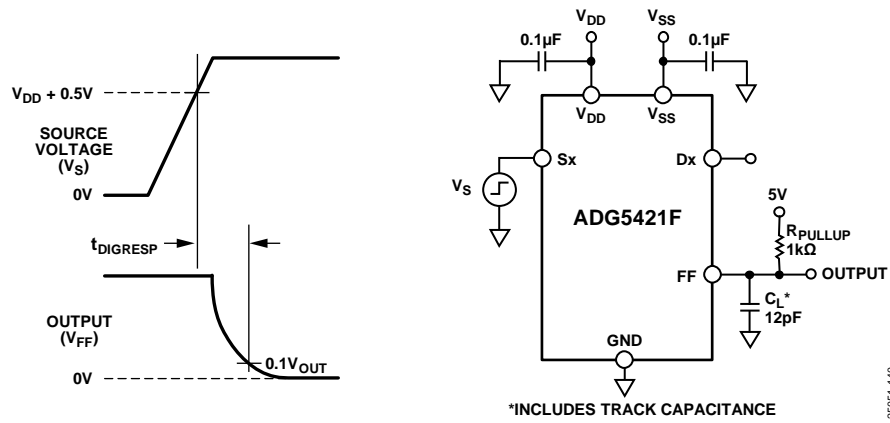 VDD + 0.5V
SOURCE
VOLTAGE
(VS)
0V
tDIGRESP
OUTPUT
(VFF)
0.1VOUT
0V
VDD
VSS
0.1µF
0.1µF
VDD
VSS
Sx
Dx
VS
ADG5421F
5V
RPULLUP
1kΩ
FF
OUTPUT
CL*
12pF
GND
*INCLUDES TRACK CAPACITANCE